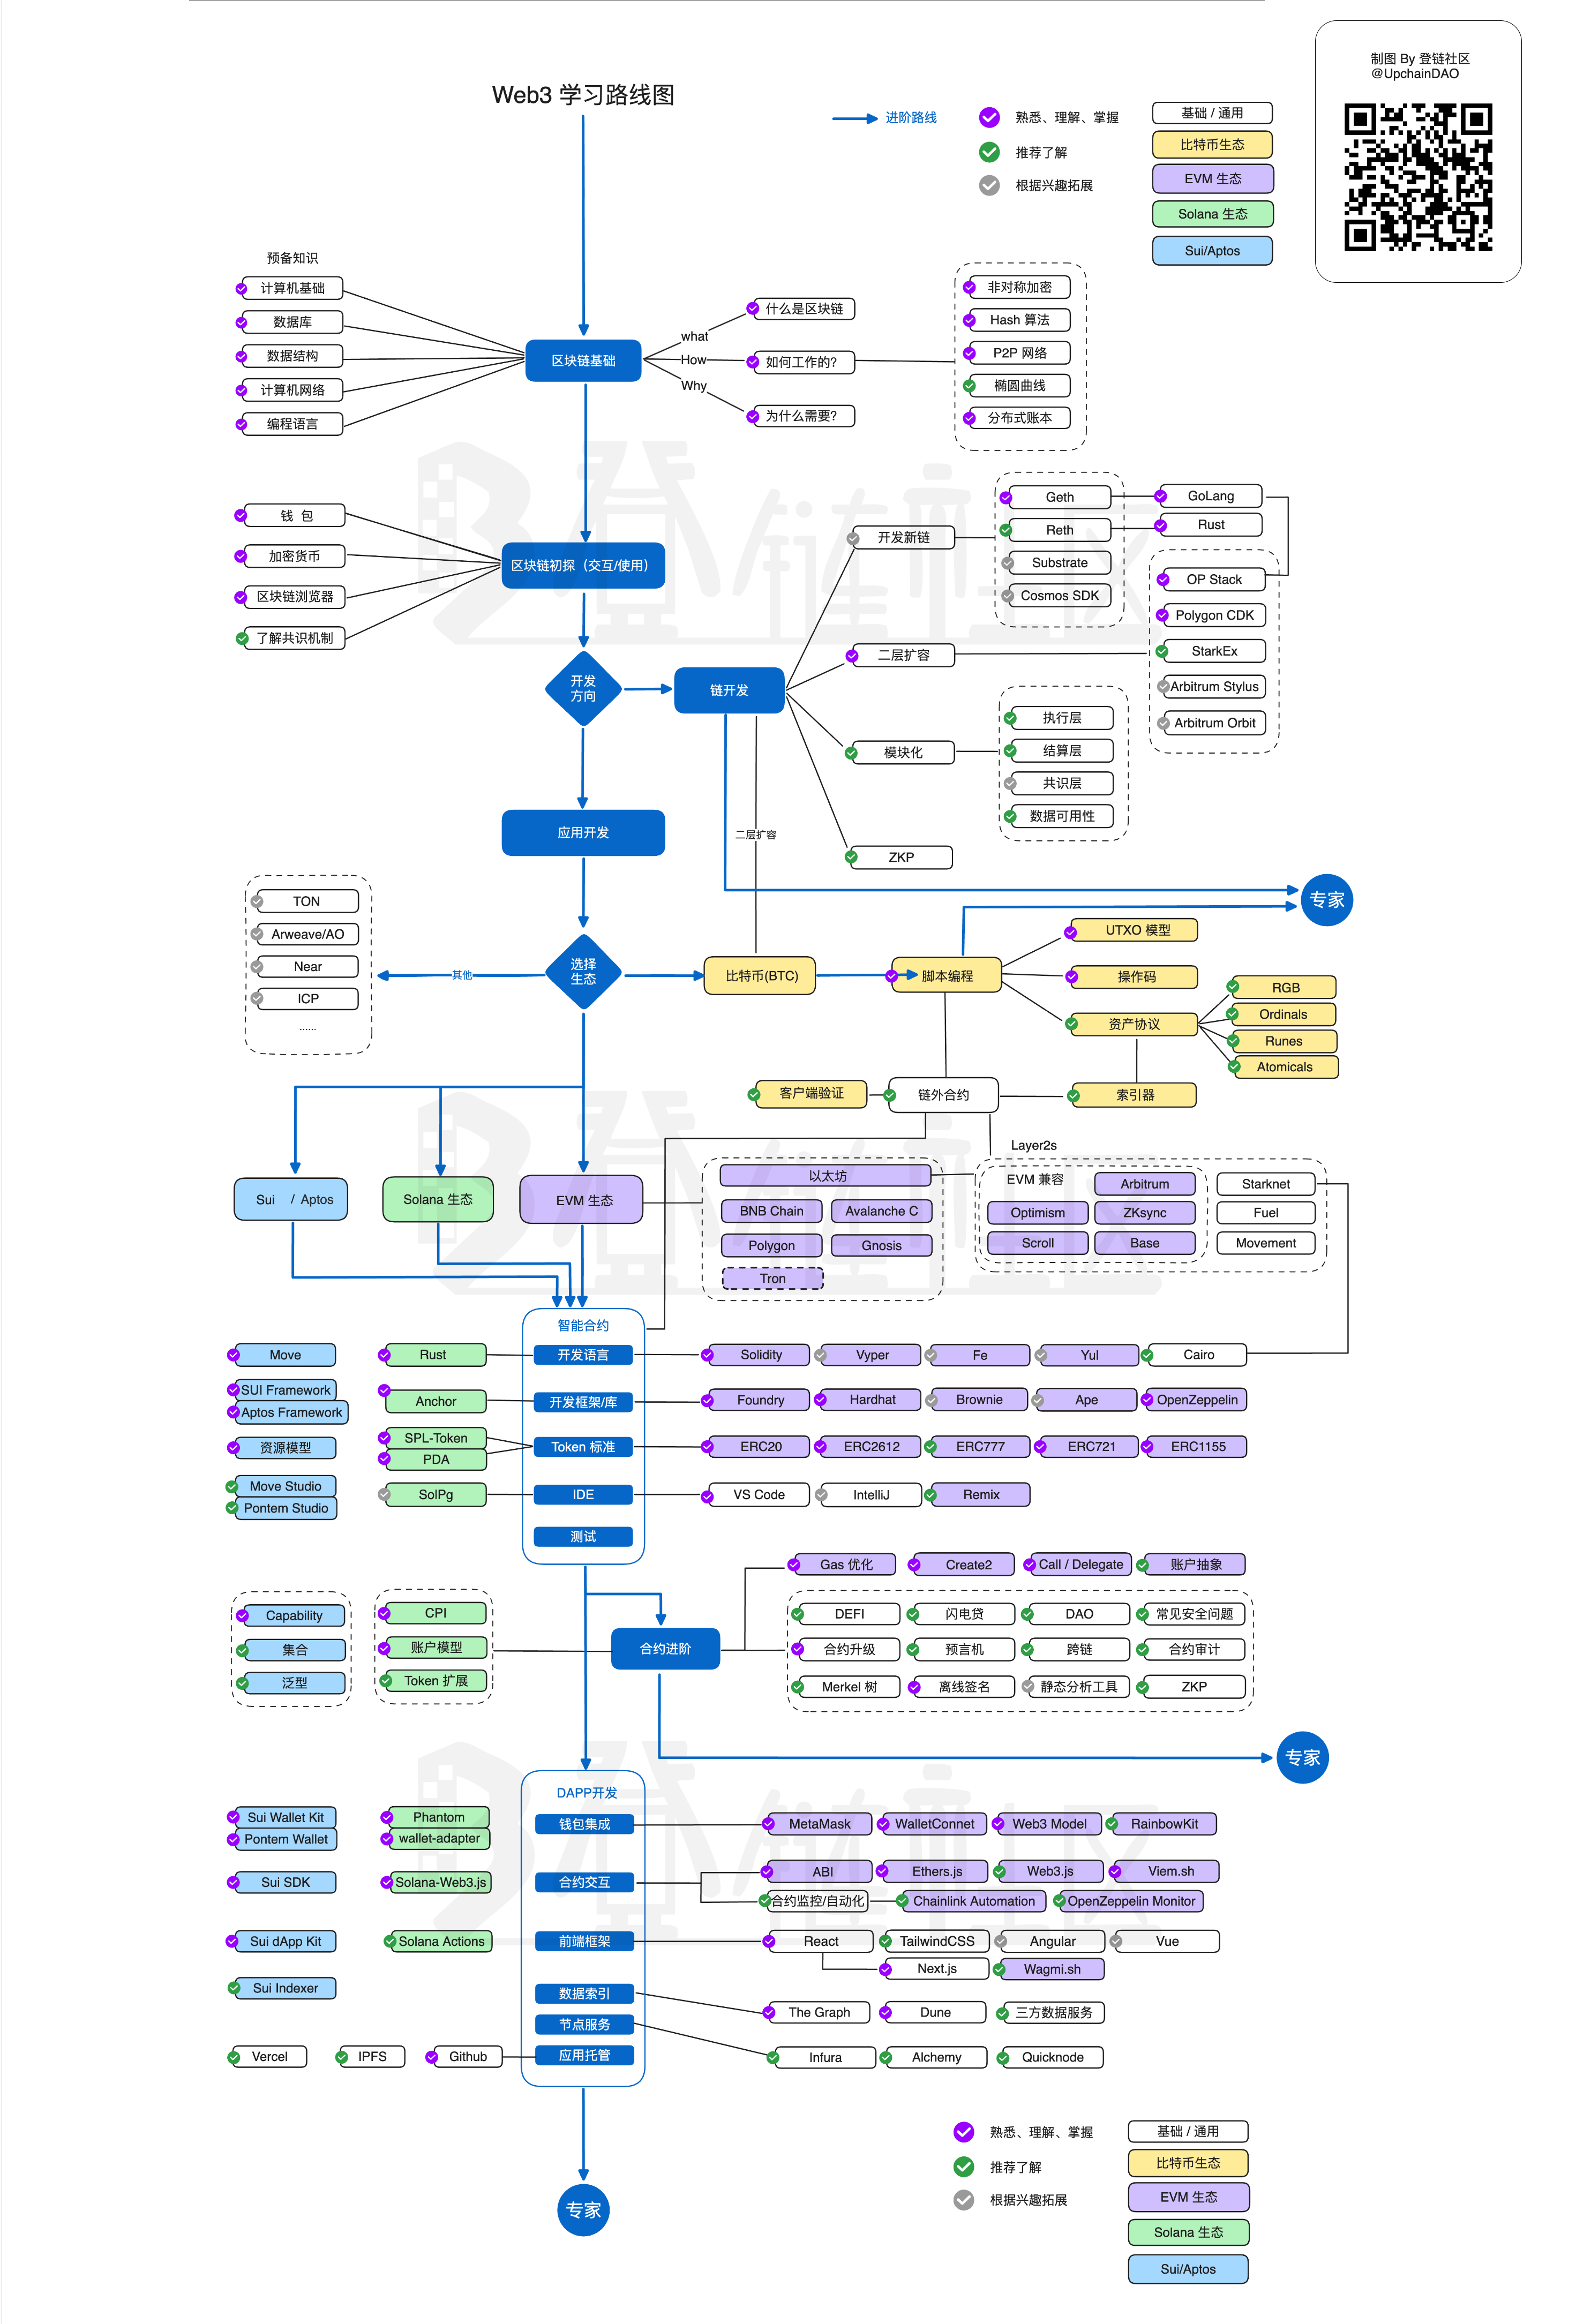 制图 By 登链社区
@UpchainDAO
Web3 学习路线图
进阶路线
熟悉、理解、掌握
推荐了解
根据兴趣拓展
基础 / 通用
比特币生态
EVM 生态
Solana 生态
Sui/Aptos
预备知识
计算机基础
数据库
数据结构
计算机网络
编程语言
区块链基础
what
How
Why
什么是区块链
如何工作的?
为什么需要?
非对称加密
Hash 算法
P2P 网络
椭圆曲线
分布式账本
钱 包
加密货币
区块链浏览器
了解共识机制
区块链初探（交互/使用）
开发
方向
链开发
开发新链
二层扩容
模块化
ZKP
Geth
Reth
Substrate
Cosmos SDK
GoLang
Rust
OP Stack
Polygon CDK
StarkEx
Arbitrum Stylus
Arbitrum Orbit
执行层
结算层
共识层
数据可用性
二层扩容
应用开发
专家
TON
Arweave/AO
Near
ICP
......
其他
选择
生态
比特币(BTC)
脚本编程
UTXO 模型
操作码
资产协议
RGB
Ordinals
Runes
Atomicals
客户端验证
链外合约
索引器
Layer2s
Sui / Aptos
Solana 生态
EVM 生态
以太坊
BNB Chain
Avalanche C
Polygon
Gnosis
Tron
EVM 兼容
Arbitrum
Optimism
ZKsync
Scroll
Base
Starknet
Fuel
Movement
智能合约
Move
Rust
开发语言
Solidity
Vyper
Fe
Yul
Cairo
SUI Framework
Aptos Framework
Anchor
开发框架/库
Foundry
Hardhat
Brownie
Ape
OpenZeppelin
资源模型
SPL-Token
PDA
Token 标准
ERC20
ERC2612
ERC777
ERC721
ERC1155
Move Studio
Pontem Studio
SolPg
IDE
VS Code
IntelliJ
Remix
测试
Gas 优化
Create2
Call / Delegate
账户抽象
Capability
集合
泛型
CPI
账户模型
Token 扩展
合约进阶
DEFI
闪电贷
DAO
常见安全问题
合约升级
预言机
跨链
合约审计
Merkel 树
离线签名
静态分析工具
ZKP
专家
DAPP开发
Sui Wallet Kit
Pontem Wallet
Phantom
wallet-adapter
钱包集成
MetaMask
WalletConnet
Web3 Model
RainbowKit
Sui SDK
Solana-Web3.js
合约交互
ABI
Ethers.js
Web3.js
Viem.sh
合约监控/自动化
Chainlink Automation
OpenZeppelin Monitor
Sui dApp Kit
Solana Actions
前端框架
React
TailwindCSS
Angular
Vue
Next.js
Wagmi.sh
Sui Indexer
数据索引
The Graph
Dune
三方数据服务
节点服务
Infura
Alchemy
Quicknode
Vercel
IPFS
Github
应用托管
专家
熟悉、理解、掌握
推荐了解
根据兴趣拓展
基础 / 通用
比特币生态
EVM 生态
Solana 生态
Sui/Aptos
登链社区
登链社区
登链社区